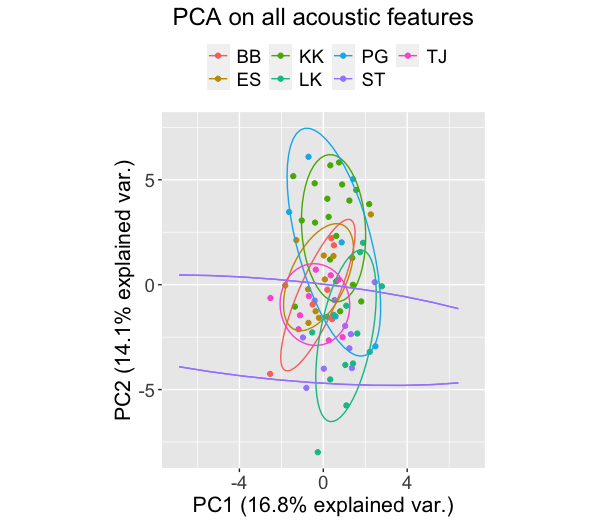 PCA on all acoustic features
BB KK PG TJ
ES LK ST
PC2 (14.1% explained var.)
5
0
-5
-4 0 4
PC1 (16.8% explained var.)